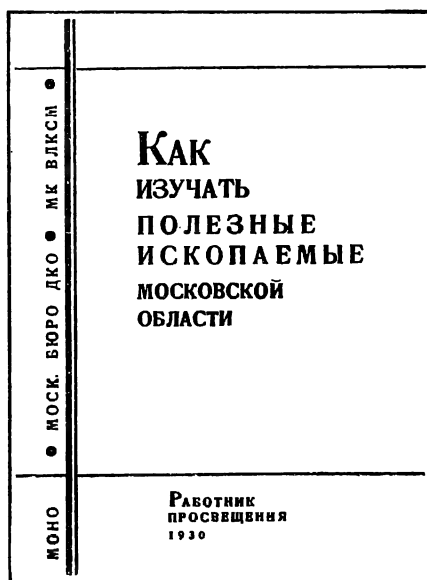 КАК
ИЗУЧАТЬ
ПОЛЕЗНЫЕ
ИСКОПАЕМЫЕ
МОСКОВСКОЙ
ОБЛАСТИ
МОНО ● МОСК. БЮРО ДКО ● МК ВЛКСМ ●
РАБОТНИК
ПРОСВЕЩЕНИЯ
1930